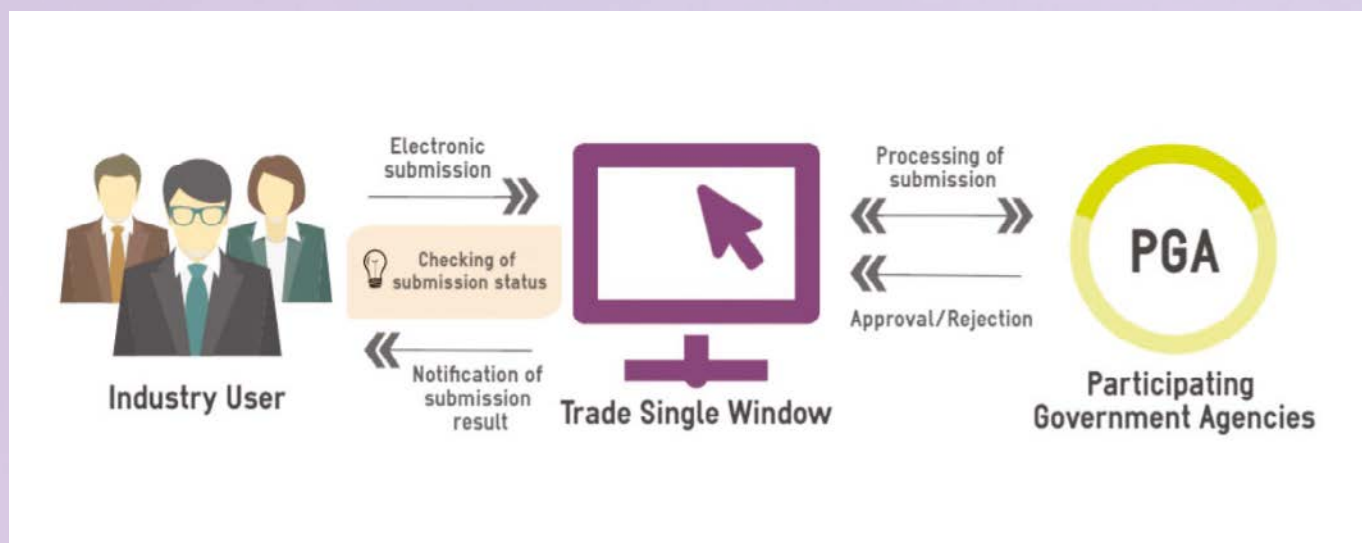 Electronic
submission
Checking of
submission status
Notification of
submission
result
Industry User
Trade Single Window
Processing of
submission
Approval/Rejection
PGA
Participating
Government Agencies